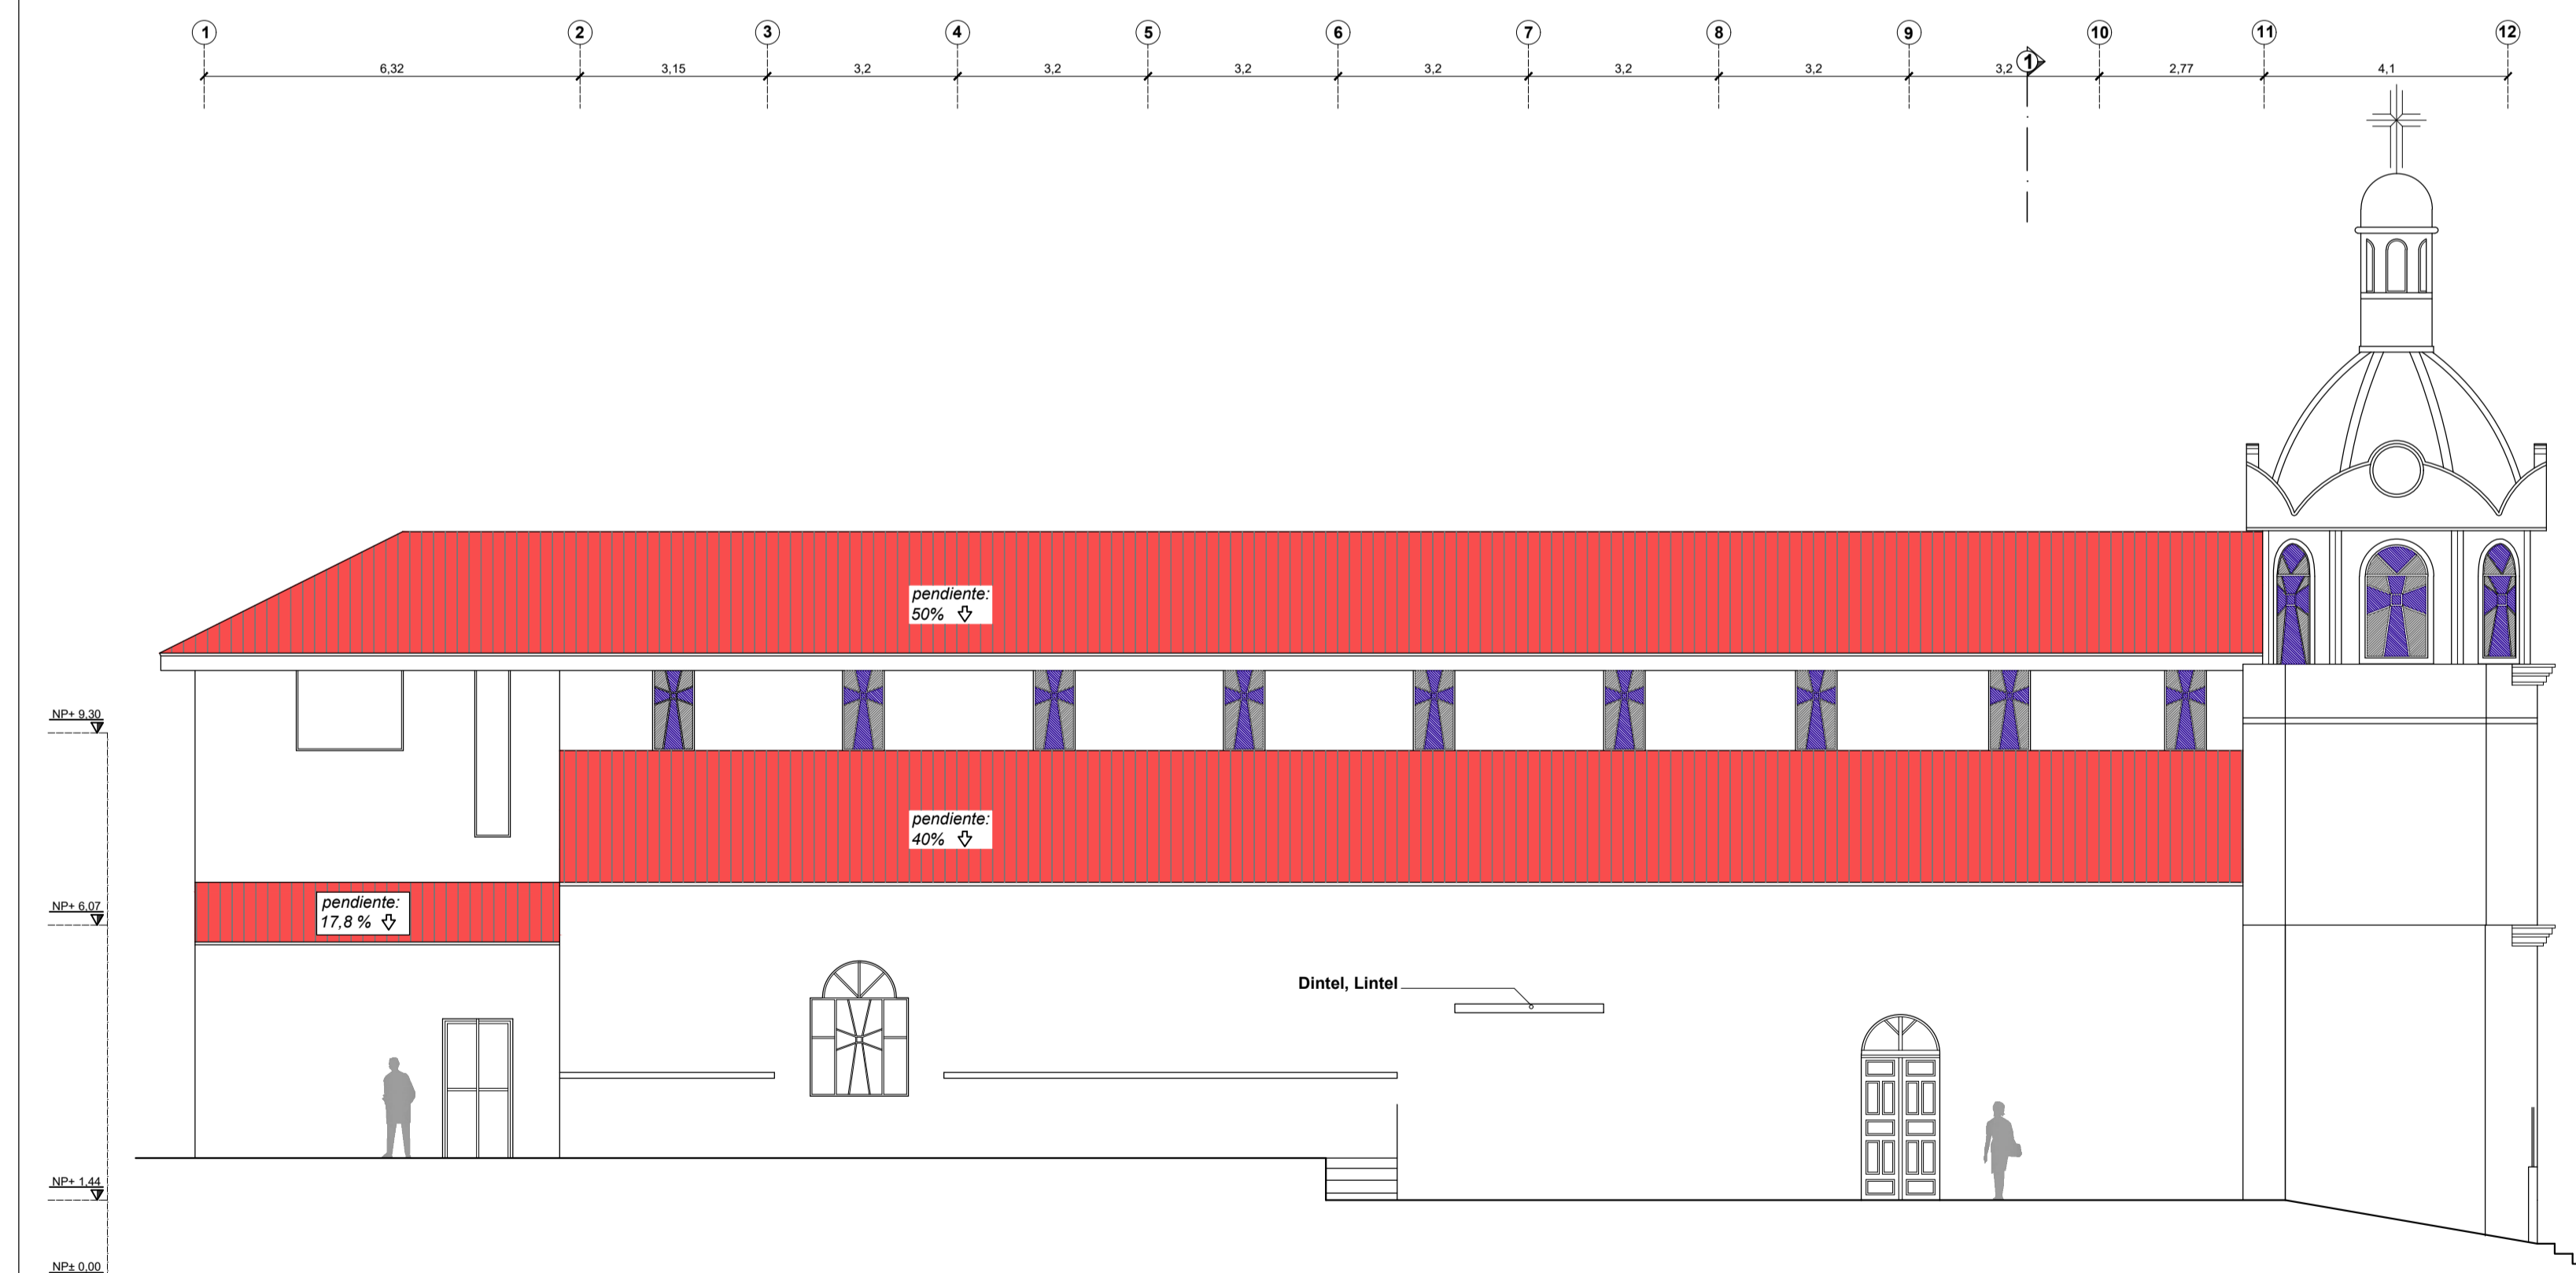 1 2 3 4 5 6 7 8 9 10 11 12
1
6,32 3,15 3,2 3,2 3,2 3,2 3,2 3,2 3,2 2,77 4,1
pendiente:
50%
NP+ 9,30
pendiente:
40%
pendiente:
17,8 %
NP+ 6,07
Dintel, Lintel
NP+ 1,44
NP± 0,00